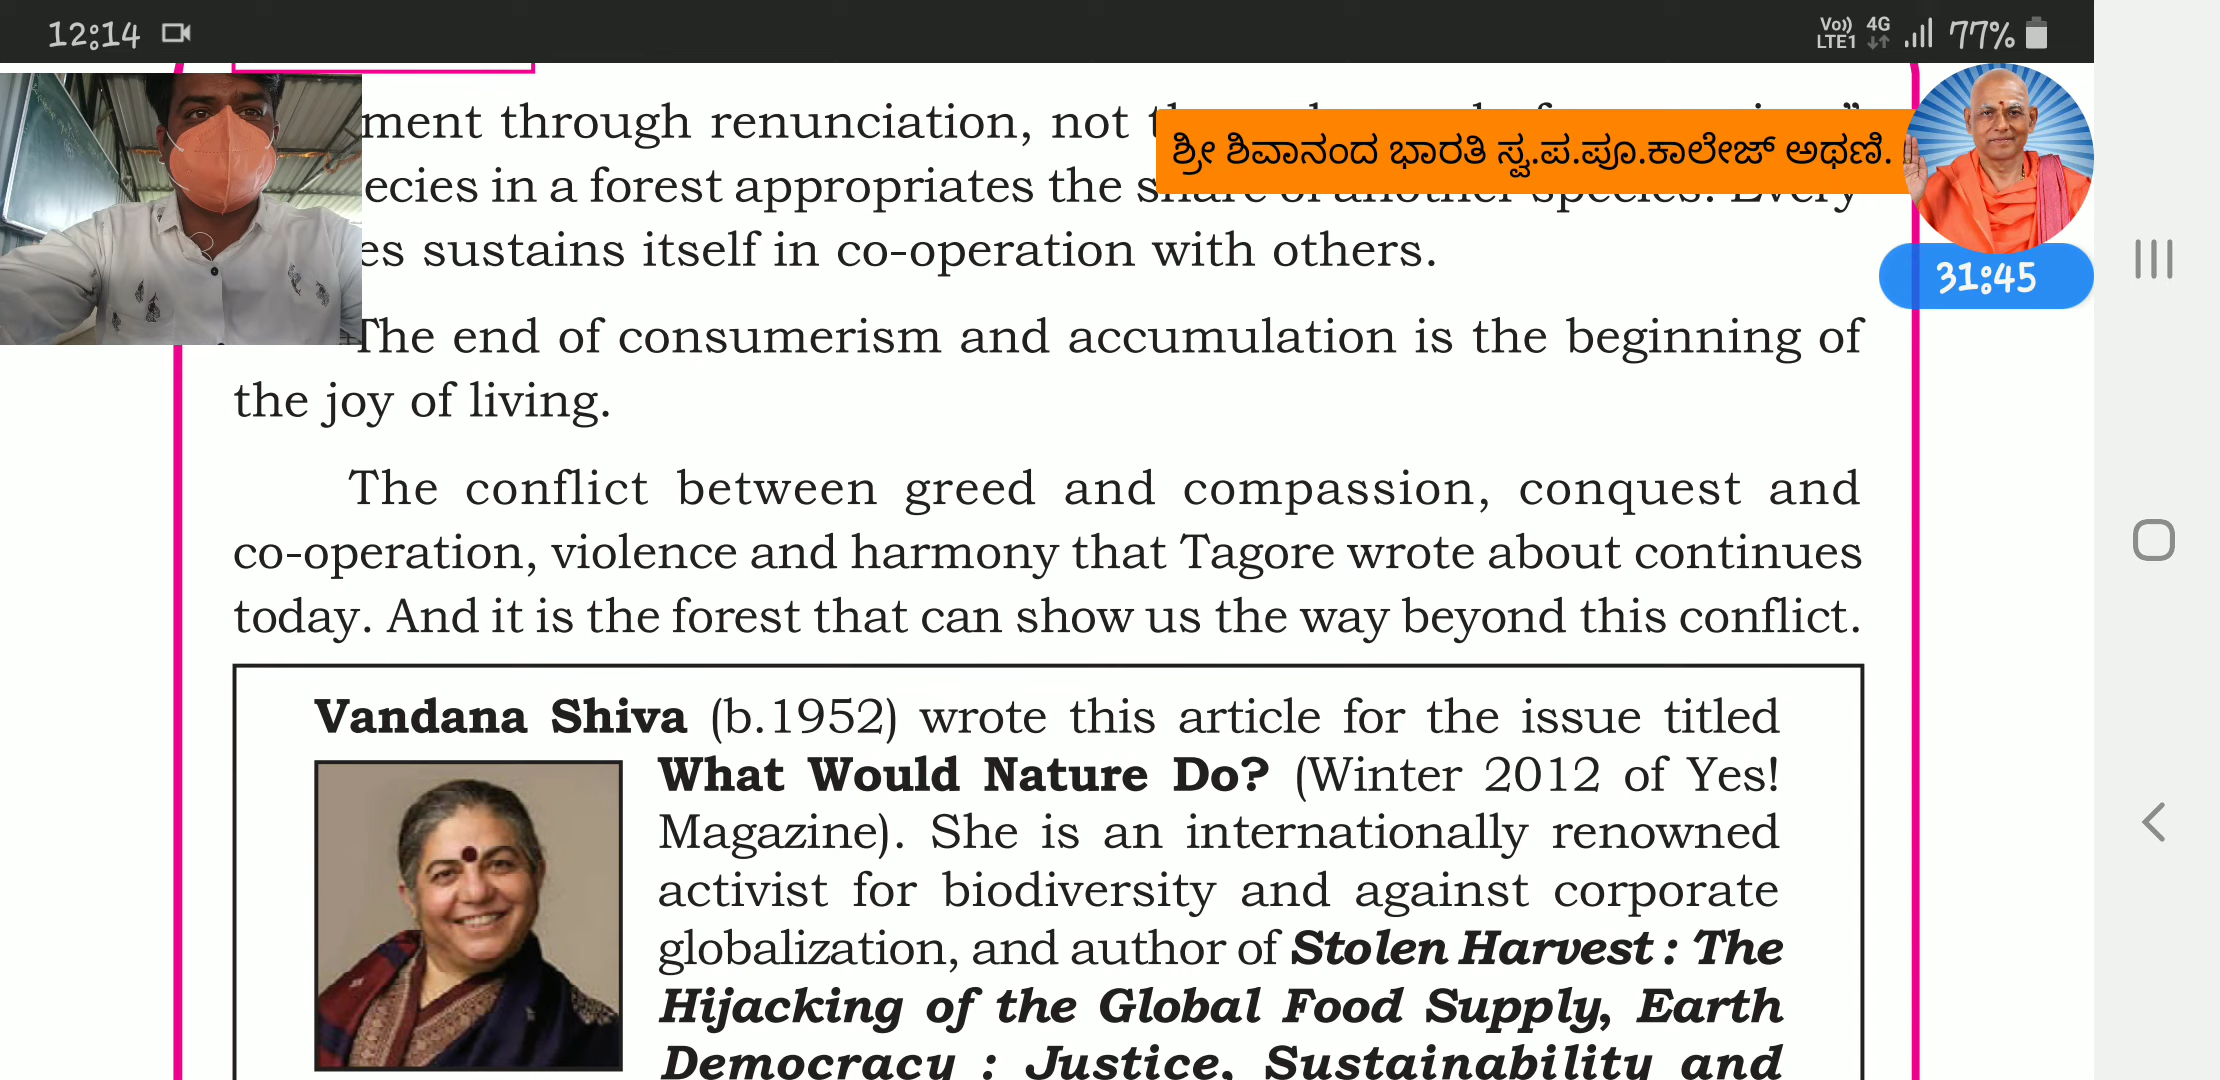 12:14
Vo)) LTE1 4G 77%
ment through renunciation, not
ಶ್ರೀ ಶಿವಾನಂದ ಭಾರತಿ ಸ್ವ.ಪ.ಪೂ.ಕಾಲೇಜ್ ಅಥಣಿ.
ecies in a forest appropriates the share of another species. Every
es sustains itself in co-operation with others.
31:45
The end of consumerism and accumulation is the beginning of
the joy of living.
The conflict between greed and compassion, conquest and
co-operation, violence and harmony that Tagore wrote about continues
today. And it is the forest that can show us the way beyond this conflict.
Vandana Shiva (b.1952) wrote this article for the issue titled
What Would Nature Do? (Winter 2012 of Yes!
Magazine). She is an internationally renowned
activist for biodiversity and against corporate
globalization, and author of Stolen Harvest : The
Hijacking of the Global Food Supply, Earth
Democracy : Justice, Sustainability and